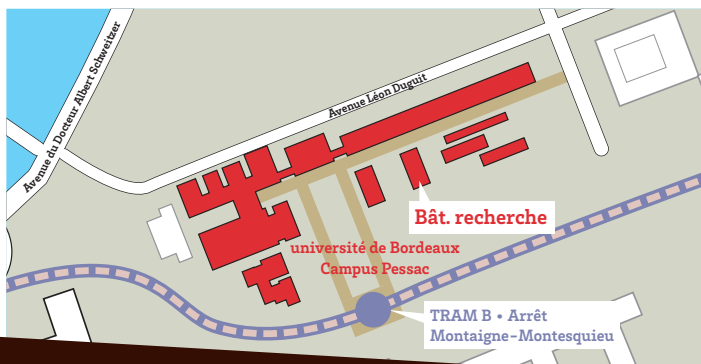 Avenue du Docteur Albert Schweitzer
Avenue Léon Duguit
Bât. recherche
université de Bordeaux
Campus Pessac
TRAM B • Arrêt
Montaigne-Montesquieu